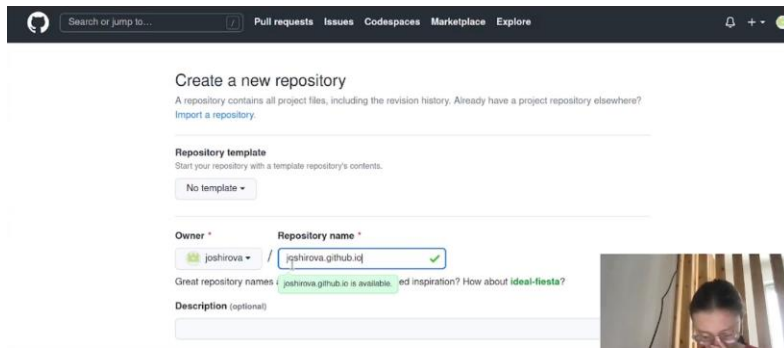 Search or jump to... / Pull requests Issues Codespaces Marketplace Explore
Create a new repository
A repository contains all project files, including the revision history. Already have a project repository elsewhere?
Import a repository.
Repository template
Start your repository with a template repository's contents.
No template
Owner * Repository name *
joshirova / joshirova.github.io
Great repository names ed inspiration? How about ideal-fiesta?
joshirova.github.io is available.
Description (optional)